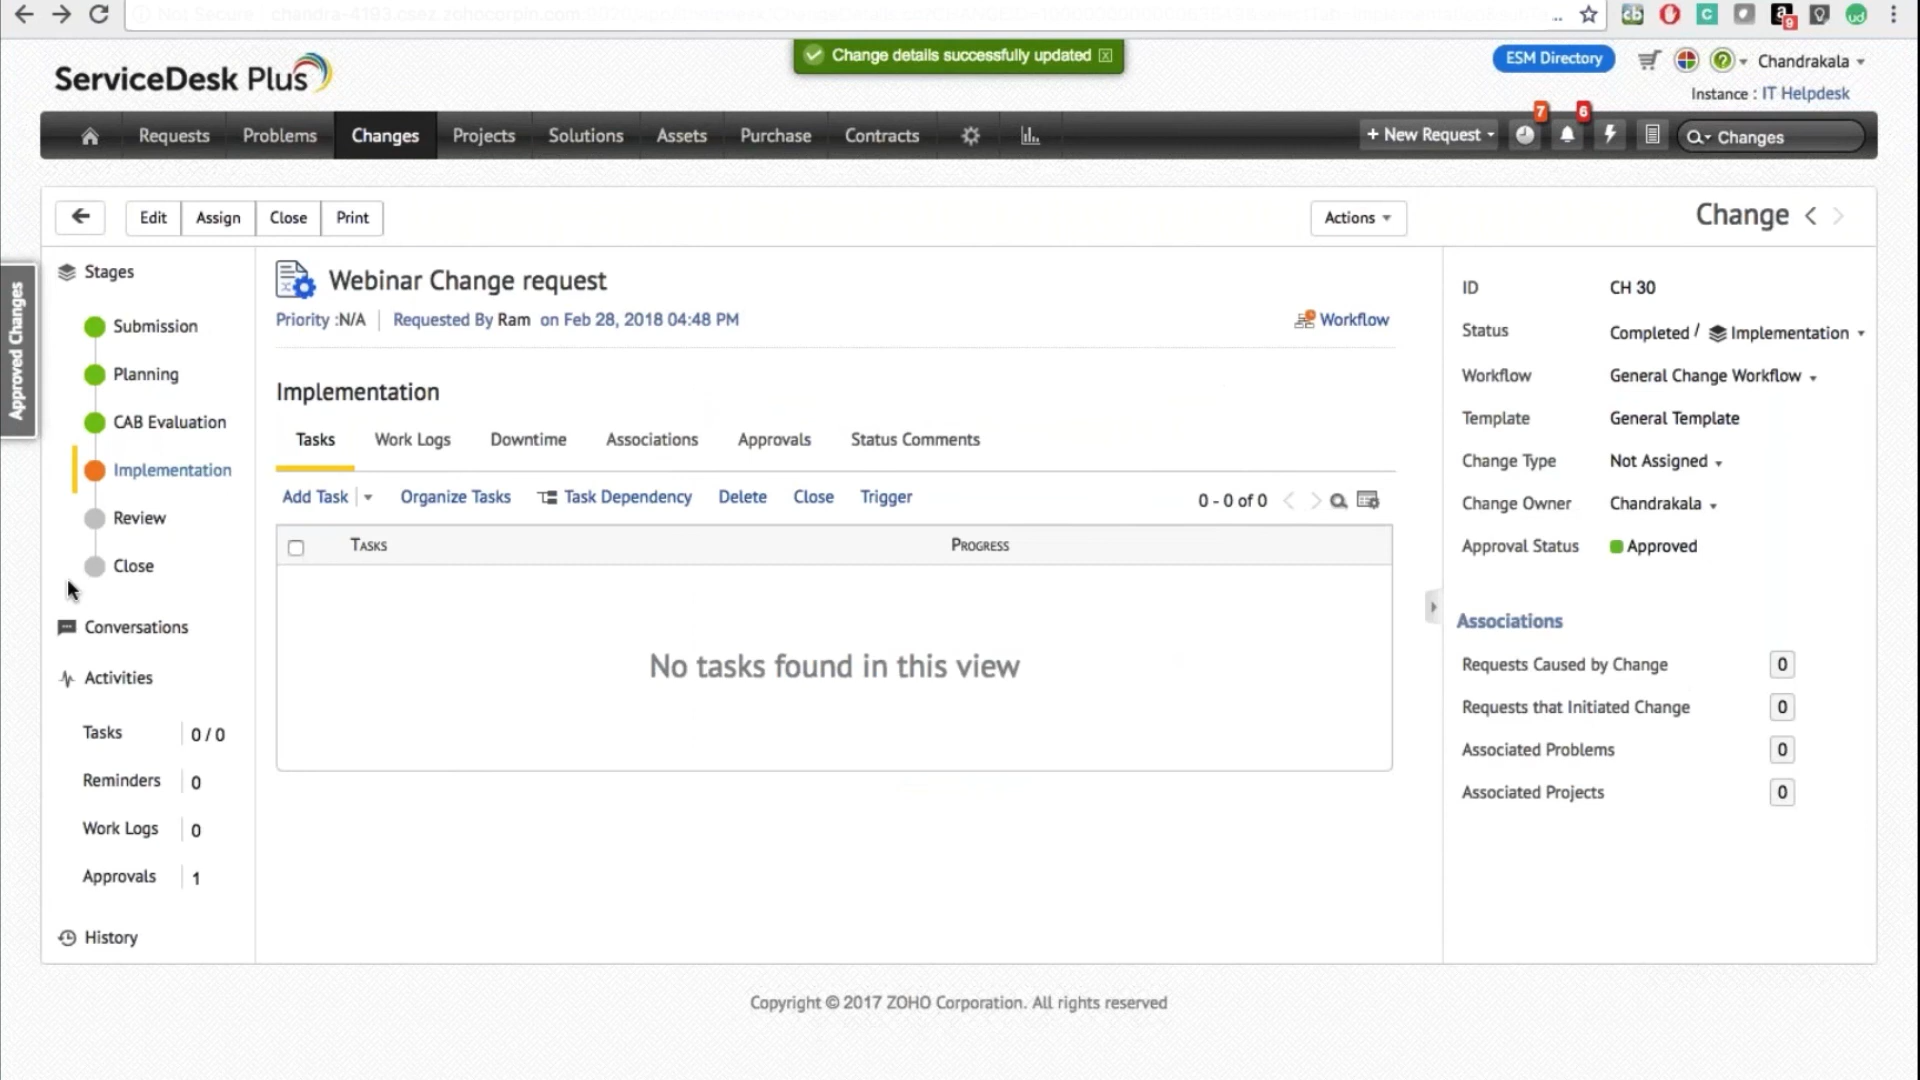 Not Secure
Change details successfully updated
ServiceDesk Plus
ESM Directory
Chandrakala
Instance : IT Helpdesk
7
6
9
cb
C
a
ud
Requests
Problems
Changes
Projects
Solutions
Assets
Purchase
Contracts
+ New Request
Changes
Edit
Assign
Close
Print
Actions
Change
Approved Changes
Stages
Submission
Planning
CAB Evaluation
Implementation
Review
Close
Conversations
Activities
Tasks 0 / 0
Reminders 0
Work Logs 0
Approvals 1
History
Webinar Change request
Priority :N/A Requested By Ram on Feb 28, 2018 04:48 PM
Workflow
Implementation
Tasks
Work Logs
Downtime
Associations
Approvals
Status Comments
Add Task
Organize Tasks
Task Dependency
Delete
Close
Trigger
0 - 0 of 0
TASKS
PROGRESS
No tasks found in this view
ID CH 30
Status Completed / Implementation
Workflow General Change Workflow
Template General Template
Change Type Not Assigned
Change Owner Chandrakala
Approval Status Approved
Associations
Requests Caused by Change 0
Requests that Initiated Change 0
Associated Problems 0
Associated Projects 0
Copyright © 2017 ZOHO Corporation. All rights reserved